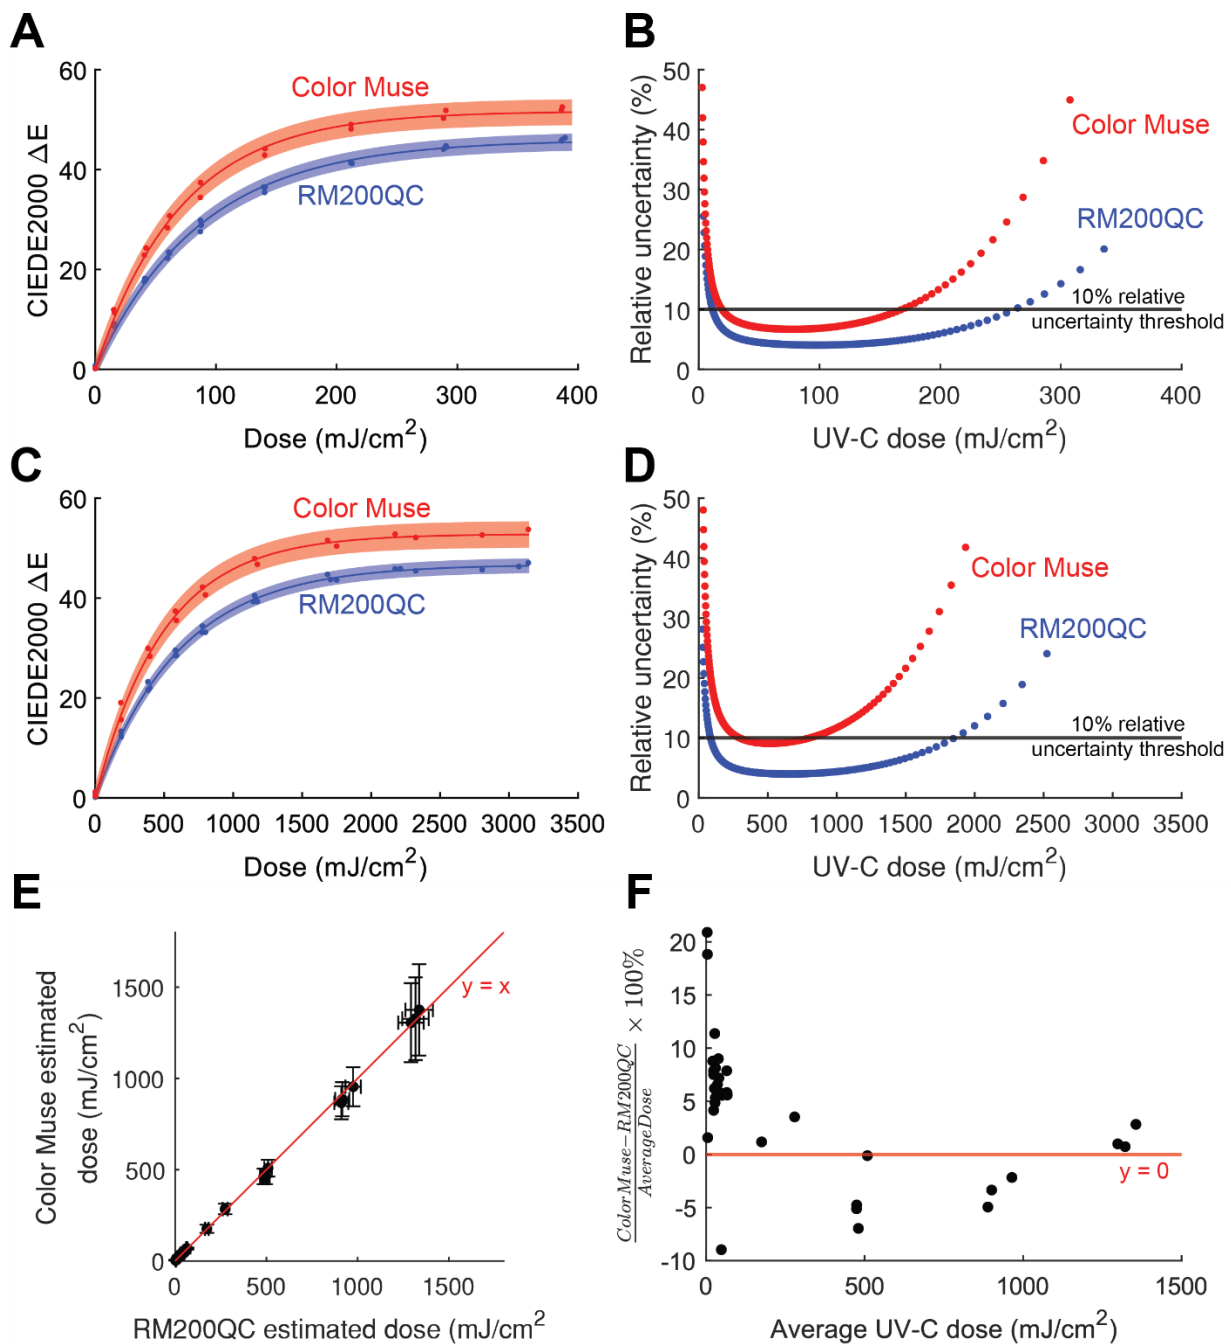 A
60
40
20
0
CIEDE2000 ΔE
Color Muse
RM200QC
0 100 200 300 400
Dose (mJ/cm²)
B
50
40
30
20
10
0
Relative uncertainty (%)
Color Muse
RM200QC
10% relative
uncertainty threshold
0 100 200 300 400
UV-C dose (mJ/cm²)
C
60
40
20
0
CIEDE2000 ΔE
Color Muse
RM200QC
0 500 1000 1500 2000 2500 3000 3500
Dose (mJ/cm²)
D
50
40
30
20
10
0
Relative uncertainty (%)
Color Muse
RM200QC
10% relative
uncertainty threshold
0 500 1000 1500 2000 2500 3000 3500
UV-C dose (mJ/cm²)
E
Color Muse estimated
dose (mJ/cm²)
1500
1000
500
0
y = x
0 500 1000 1500
RM200QC estimated dose (mJ/cm²
F
ColorMuse−RM200QC
AverageDose
× 100%
20
15
10
5
0
-5
-10
y = 0
0 500 1000 1500
Average UV-C dose (mJ/cm²)